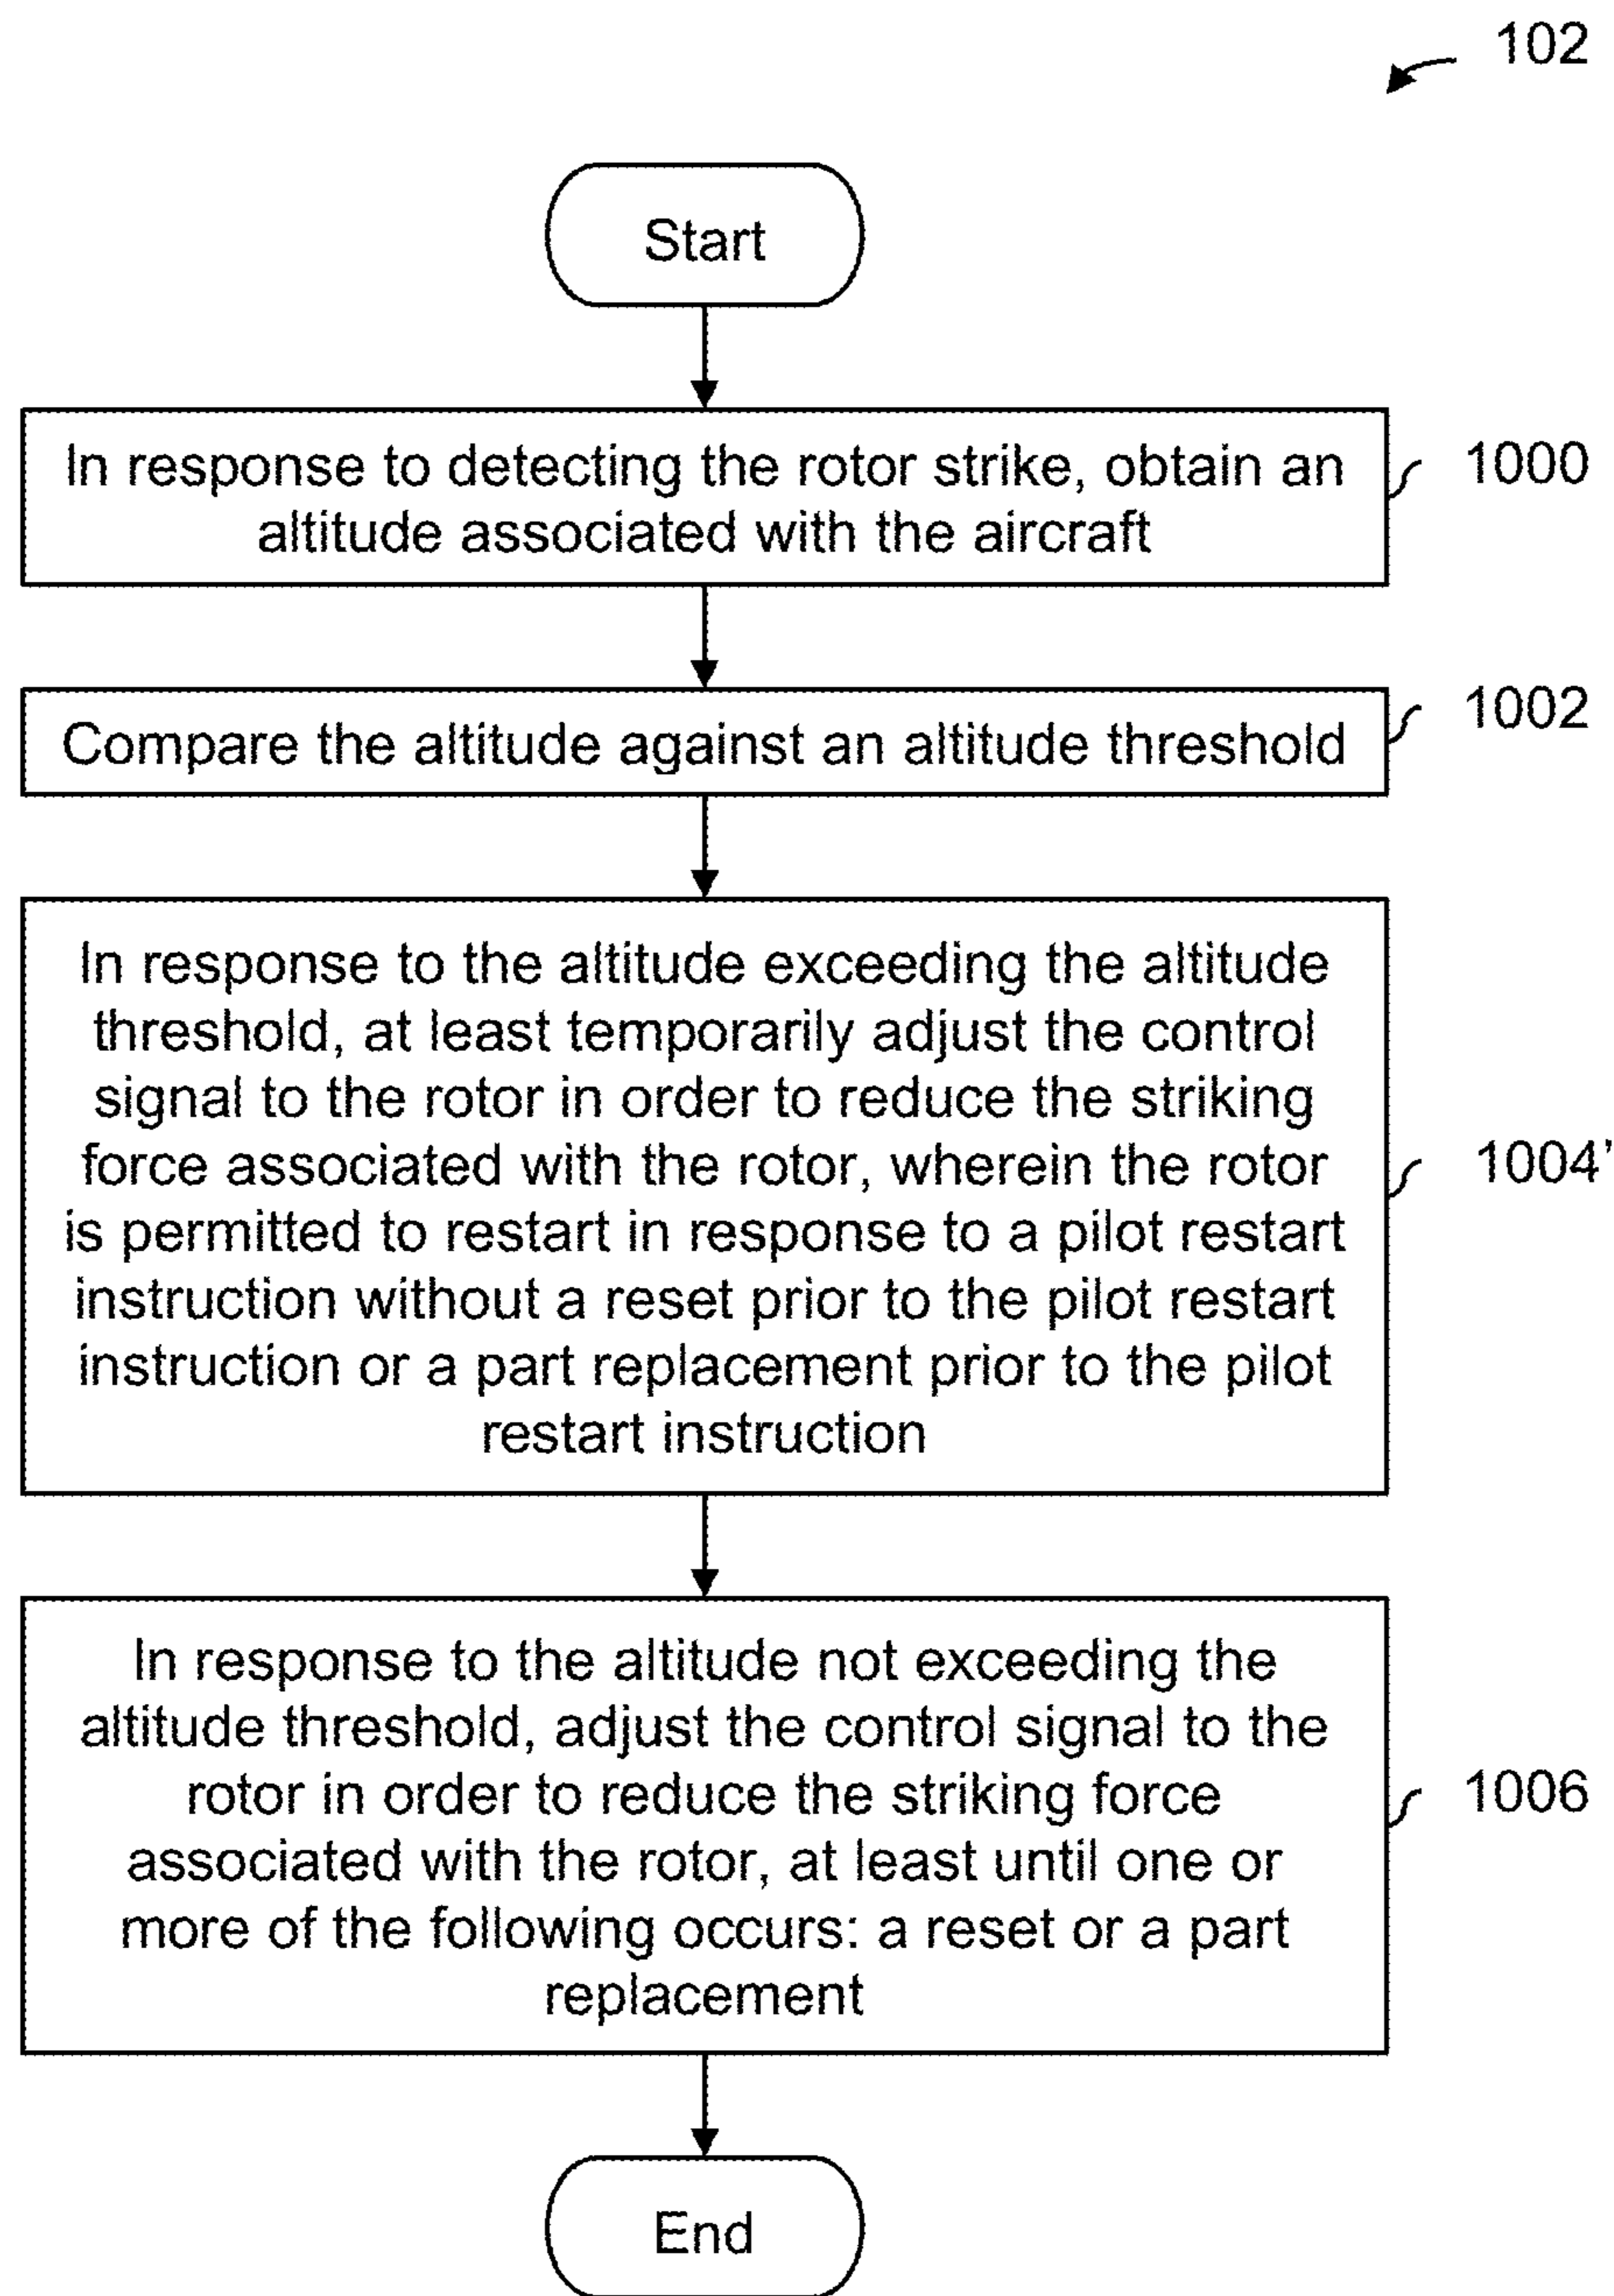 102
Start
In response to detecting the rotor strike, obtain an
altitude associated with the aircraft
1000
Compare the altitude against an altitude threshold
1002
In response to the altitude exceeding the altitude
threshold, at least temporarily adjust the control
signal to the rotor in order to reduce the striking
force associated with the rotor, wherein the rotor
is permitted to restart in response to a pilot restart
instruction without a reset prior to the pilot restart
instruction or a part replacement prior to the pilot
restart instruction
1004’
In response to the altitude not exceeding the
altitude threshold, adjust the control signal to the
rotor in order to reduce the striking force
associated with the rotor, at least until one or
more of the following occurs: a reset or a part
replacement
1006
End